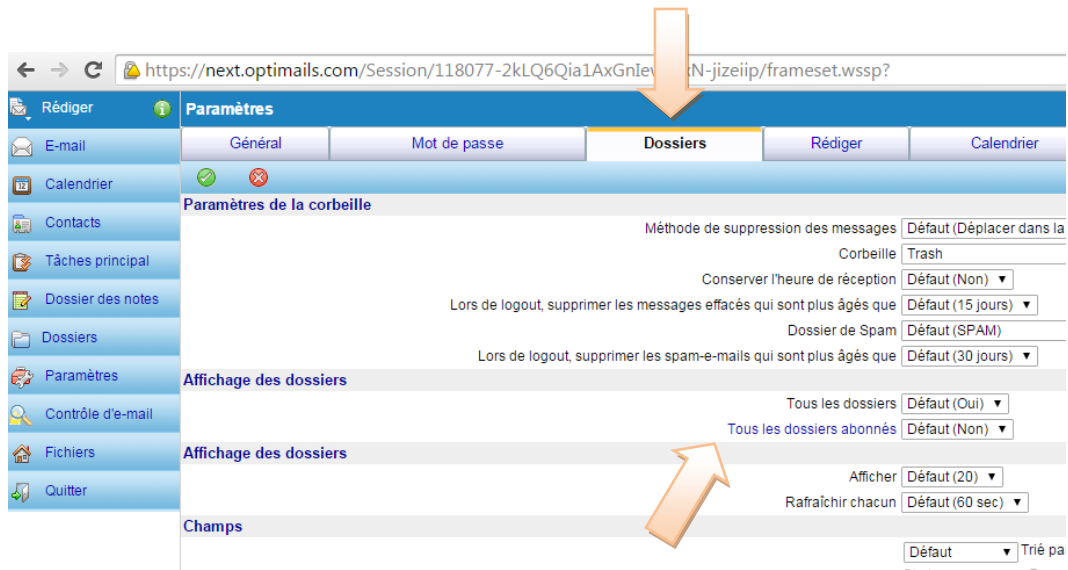 https://next.optimails.com/Session/118077-2kLQ6Qia1AxGnIe xN-jizeiip/frameset.wssp?
Rédiger
Paramètres
E-mail
Général Mot de passe Dossiers Rédiger Calendrier
Calendrier
Paramètres de la corbeille
Contacts
Méthode de suppression des messages Défaut (Déplacer dans la
Corbeille Trash
Tâches principal
Conserver l'heure de réception Défaut (Non)
Dossier des notes
Lors de logout, supprimer les messages effacés qui sont plus âgés que Défaut (15 jours)
Dossiers
Dossier de Spam Défaut (SPAM)
Lors de logout, supprimer les spam-e-mails qui sont plus âgés que Défaut (30 jours)
Paramètres
Affichage des dossiers
Tous les dossiers Défaut (Oui)
Contrôle d'e-mail
Tous les dossiers abonnés Défaut (Non)
Fichiers
Affichage des dossiers
Afficher Défaut (20)
Quitter
Rafraîchir chacun Défaut (60 sec)
Champs
Défaut Trié par